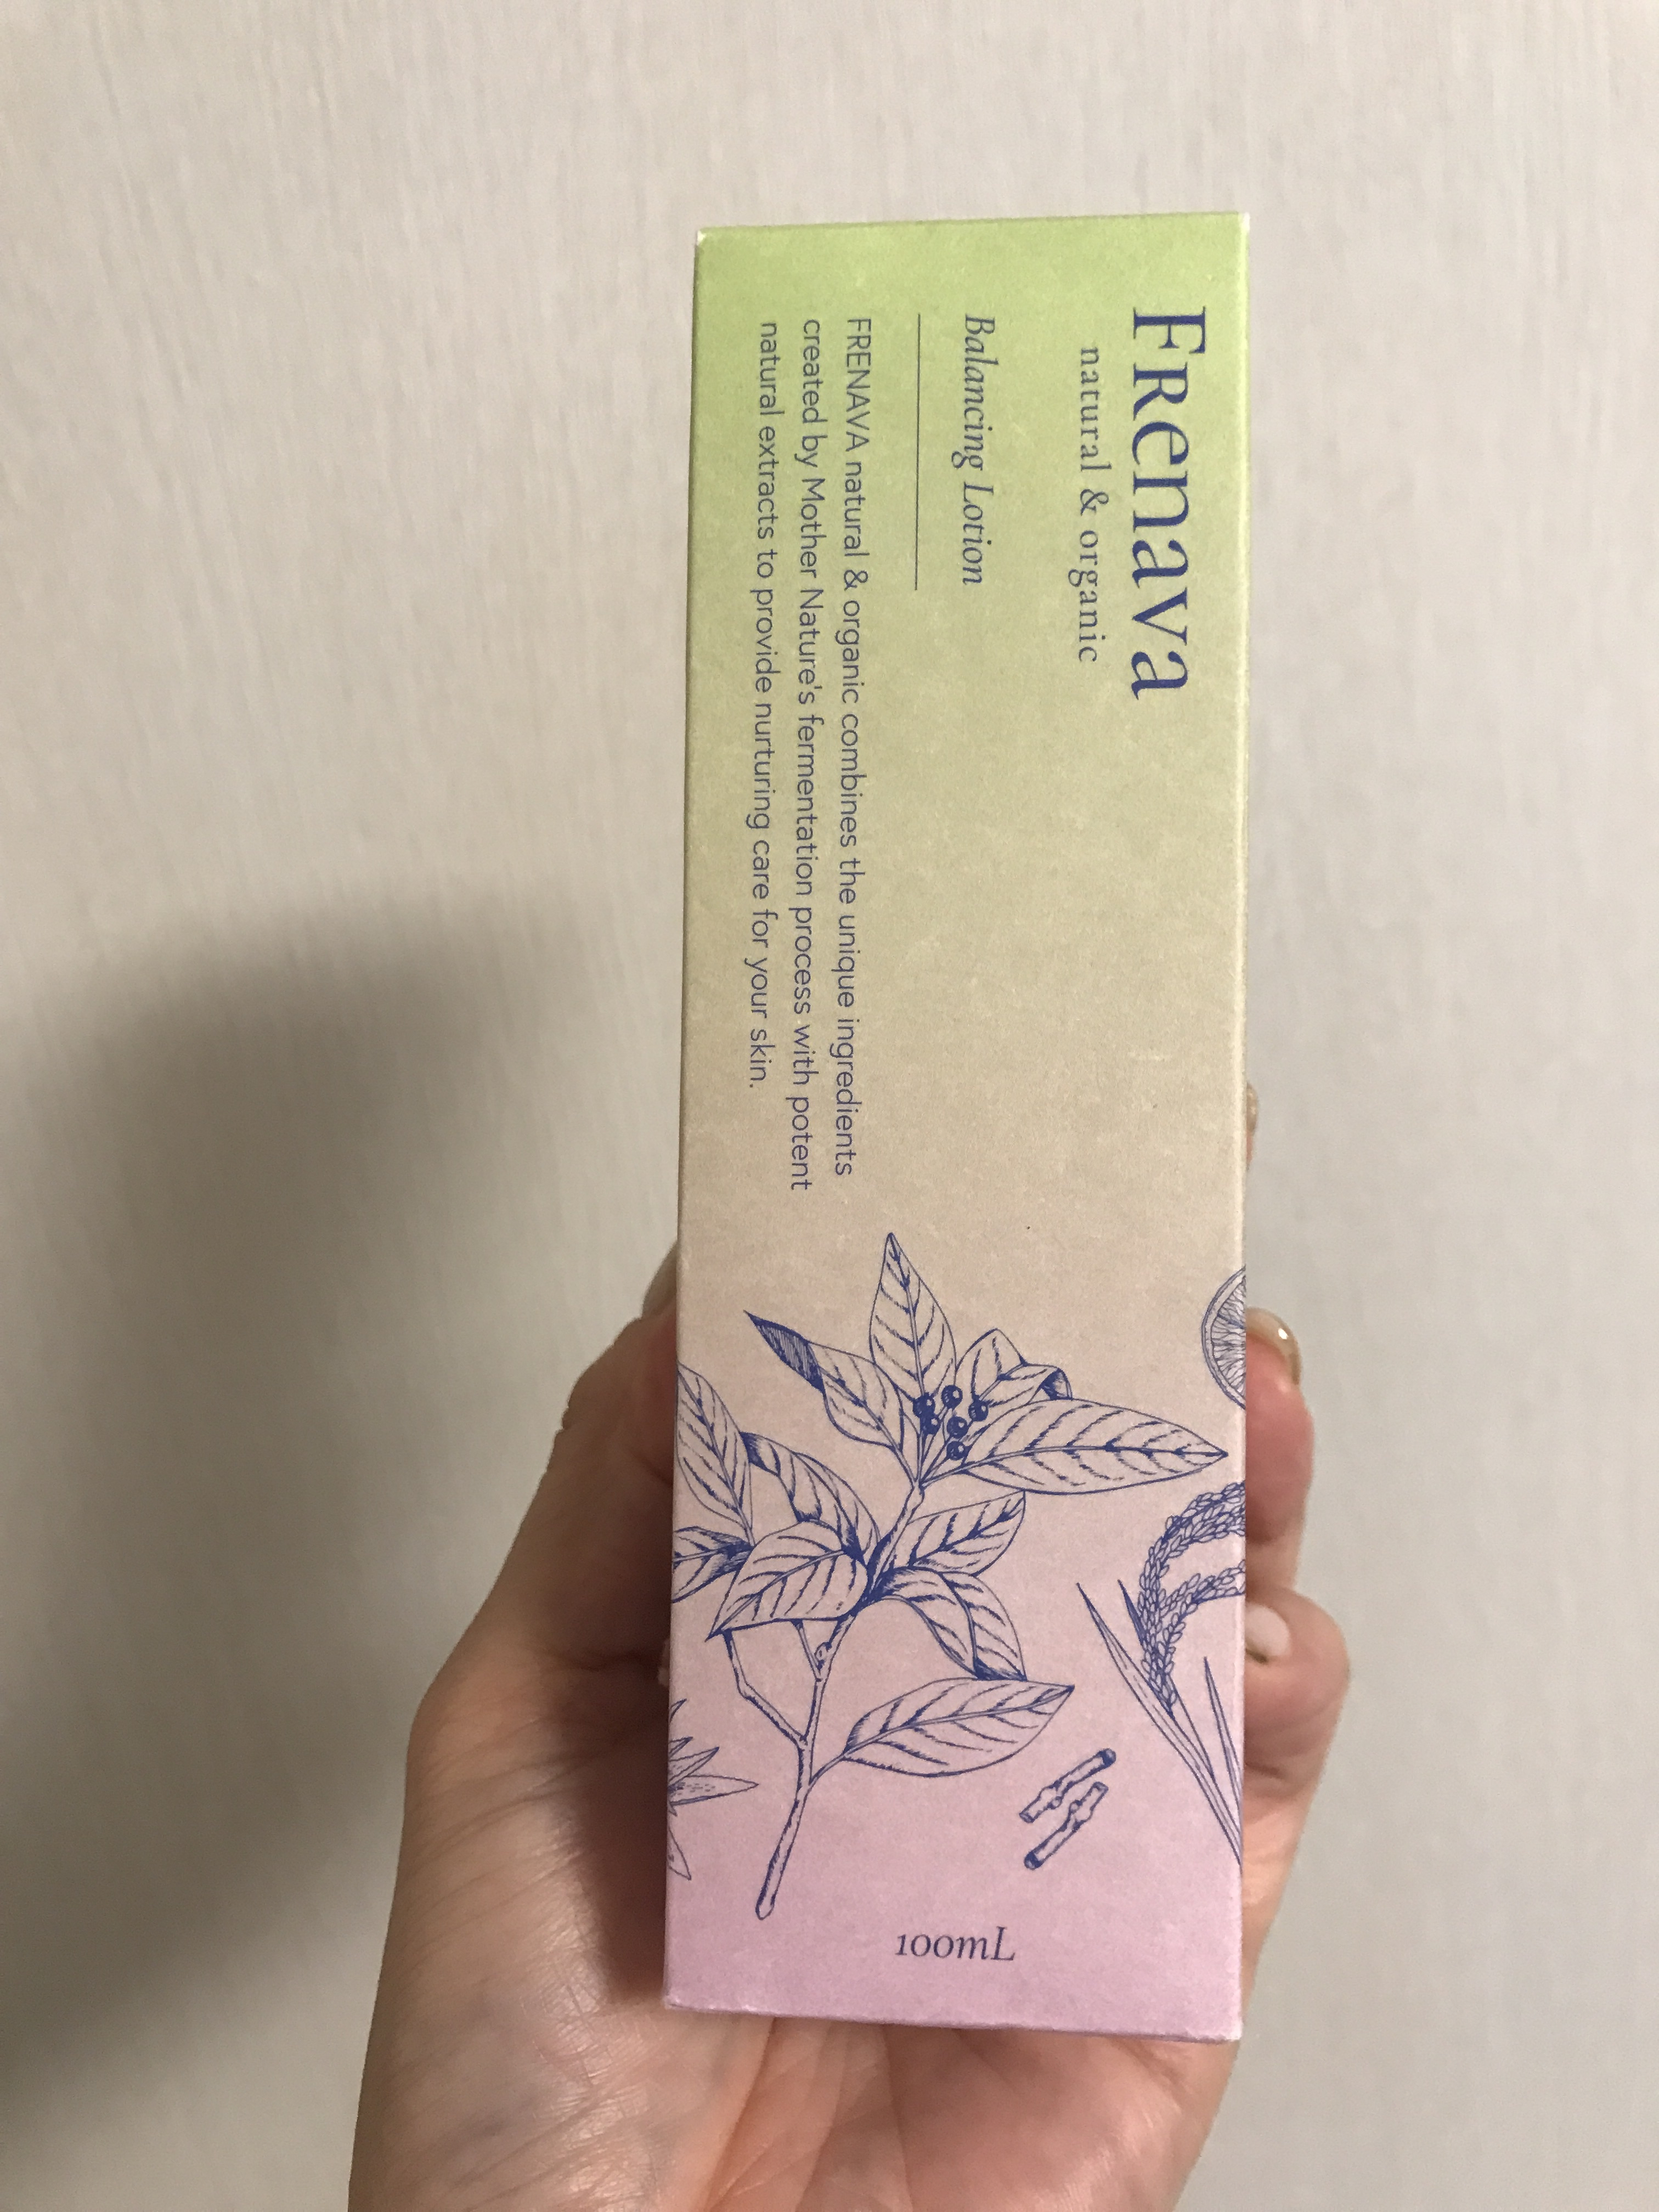 Frenava
natural & organic
Balancing Lotion
FRENAVA natural & organic combines the unique ingredients
created by Mother Nature's fermentation process with potent
natural extracts to provide nurturing care for your skin.
100mL